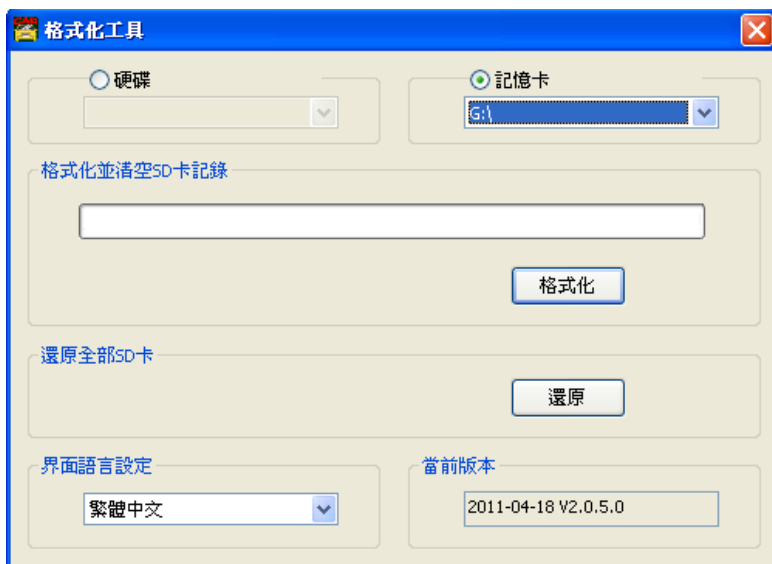 格式化工具
硬碟
記憶卡
G:\
格式化並清空SD卡記錄
格式化
還原全部SD卡
還原
界面語言設定
當前版本
繁體中文
2011-04-18 V2.0.5.0